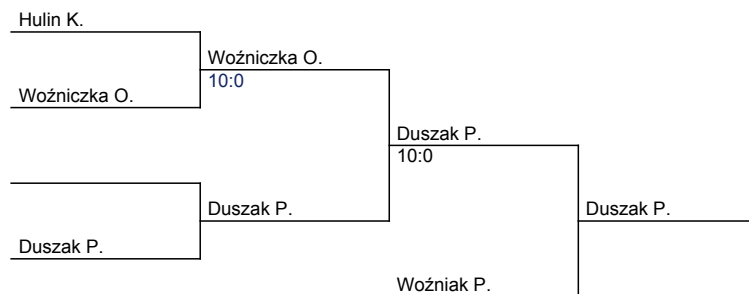 Hulin K.
Woźniczka O.
10:0
Woźniczka O.
Duszak P.
10:0
Duszak P.
Duszak P.
Duszak P.
Woźniak P.